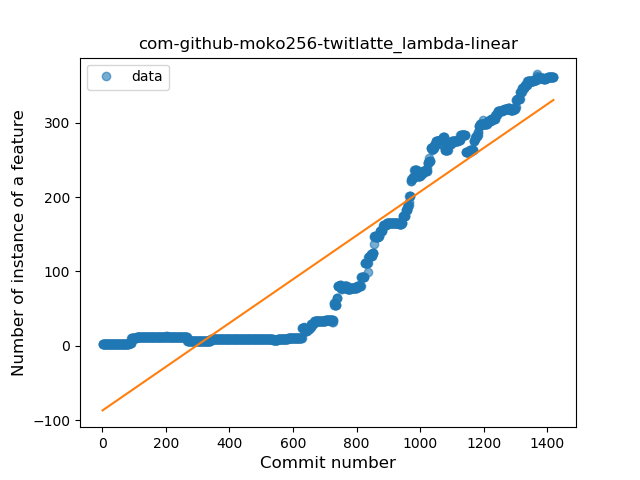 com-github-moko256-twitlatte_lambda-linear
data
Number of instance of a feature
300
200
100
0
−100
0 200 400 600 800 1000 1200 1400
Commit number